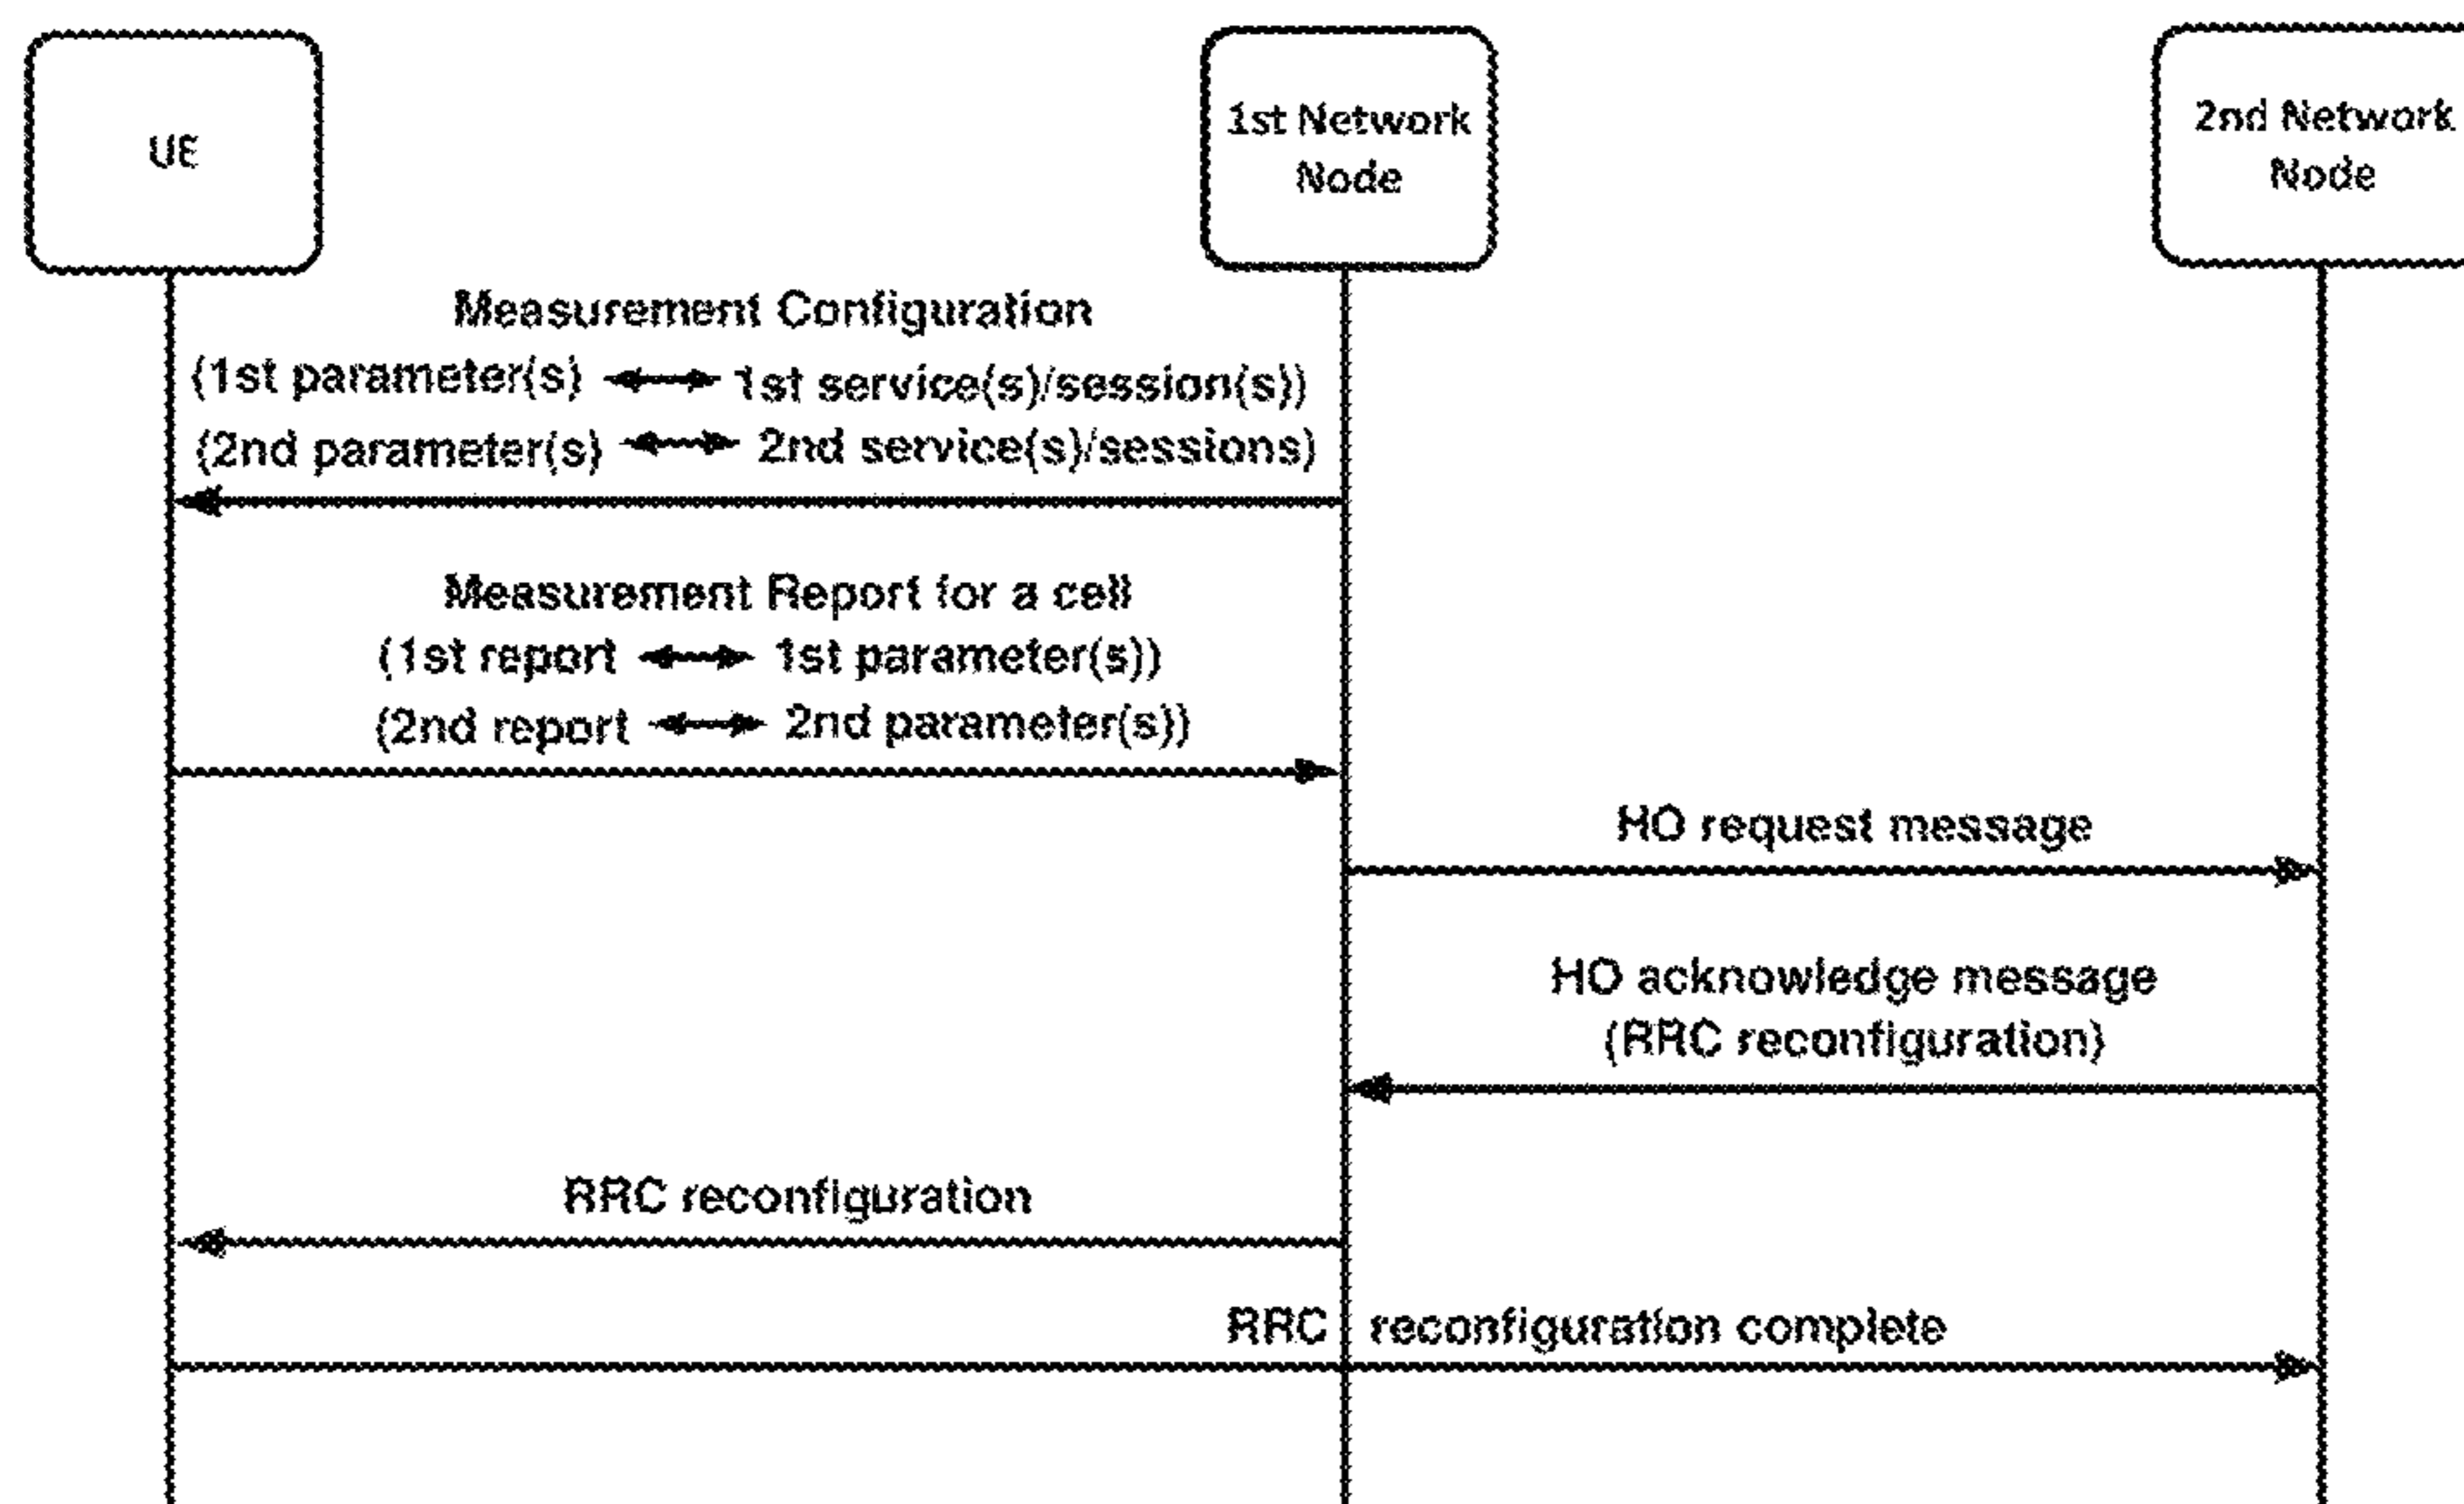 UE
1st Network
Node
2nd Network
Node
Measurement Configuration
(1st parameter(s) ↔ 1st service(s)/session(s))
(2nd parameter(s) ↔ 2nd service(s)/sessions)
Measurement Report for a cell
(1st report ↔ 1st parameter(s))
(2nd report ↔ 2nd parameter(s))
HO request message
HO acknowledge message
(RRC reconfiguration)
RRC reconfiguration
RRC reconfiguration complete